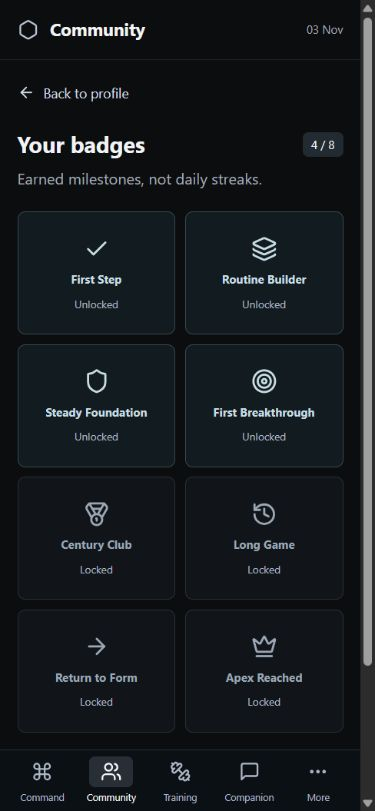 Community
03 Nov
Back to profile
Your badges
4 / 8
Earned milestones, not daily streaks.
First Step
Unlocked
Routine Builder
Unlocked
Steady Foundation
Unlocked
First Breakthrough
Unlocked
Century Club
Locked
Long Game
Locked
Return to Form
Locked
Apex Reached
Locked
Command
Community
Training
Companion
More